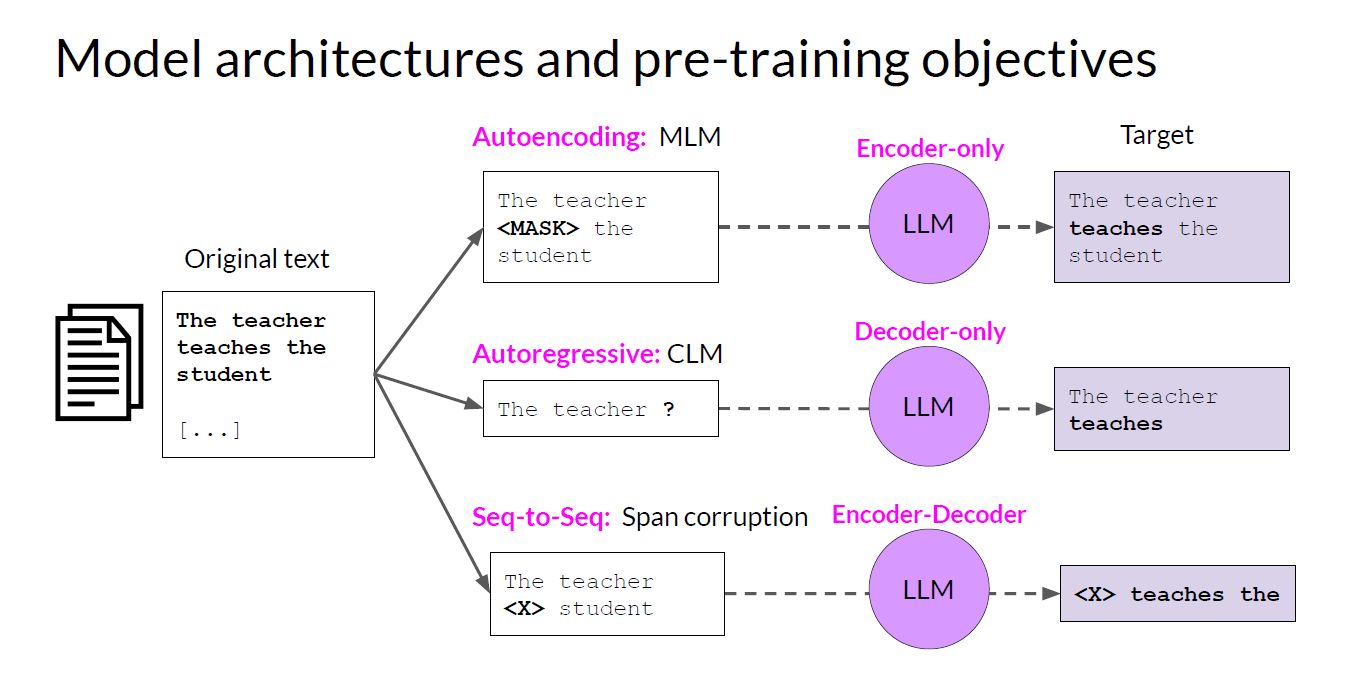 Model architectures and pre-training objectives
Original text
The teacher
teaches the
student
[...]
Autoencoding: MLM
The teacher
<MASK> the
student
Encoder-only
LLM
Target
The teacher
teaches the
student
Autoregressive: CLM
The teacher ?
Decoder-only
LLM
The teacher
teaches
Seq-to-Seq: Span corruption
The teacher
<X> student
Encoder-Decoder
LLM
<X> teaches the